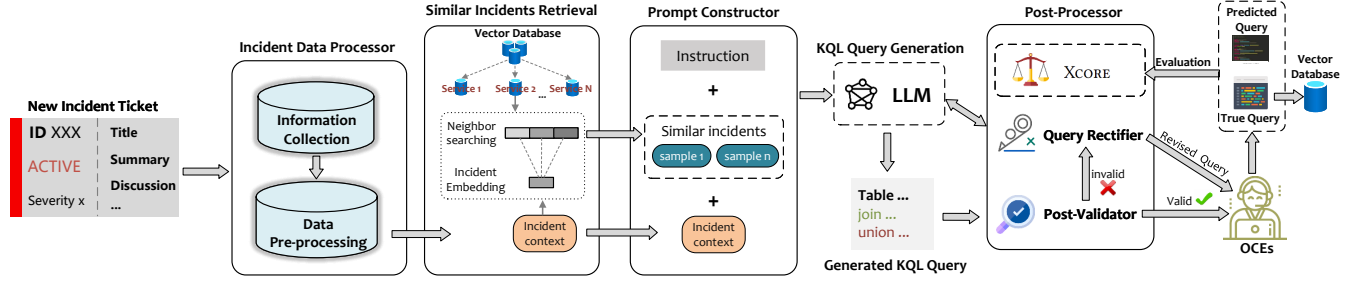 New Incident Ticket
ID XXX
ACTIVE
Severity x
Title
Summary
Discussion
...
Incident Data Processor
Information
Collection
Data
Pre-processing
Similar Incidents Retrieval
Vector Database
Service 1
Service 2
...
Service N
Neighbor
searching
Incident
Embedding
Incident
context
Prompt Constructor
Instruction
+
Similar incidents
sample 1
sample n
+
Incident
context
KQL Query Generation
LLM
Table ...
join ...
union ...
Generated KQL Query
Post-Processor
XCORE
Query Rectifier
invalid
Post-Validator
Evaluation
Revised Query
Valid
Predicted
Query
True Query
Vector
Database
OCEs